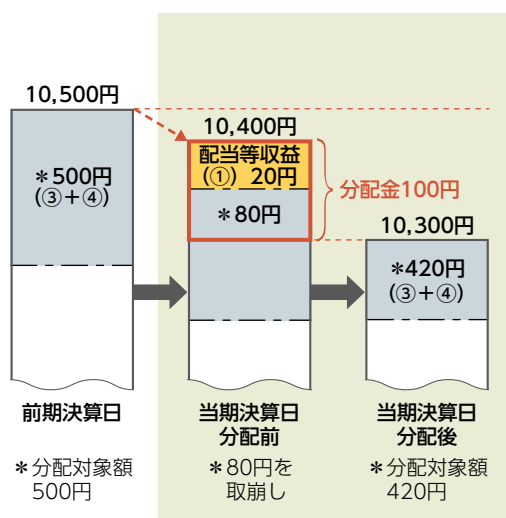 10,500円
*500円
(③+④)
前期決算日
*分配対象額
500円
10,400円
配当等収益
(①) 20円
*80円
分配金100円
当期決算日
分配前
*80円を
取崩し
10,300円
*420円
(③+④)
当期決算日
分配後
*分配対象額
420円